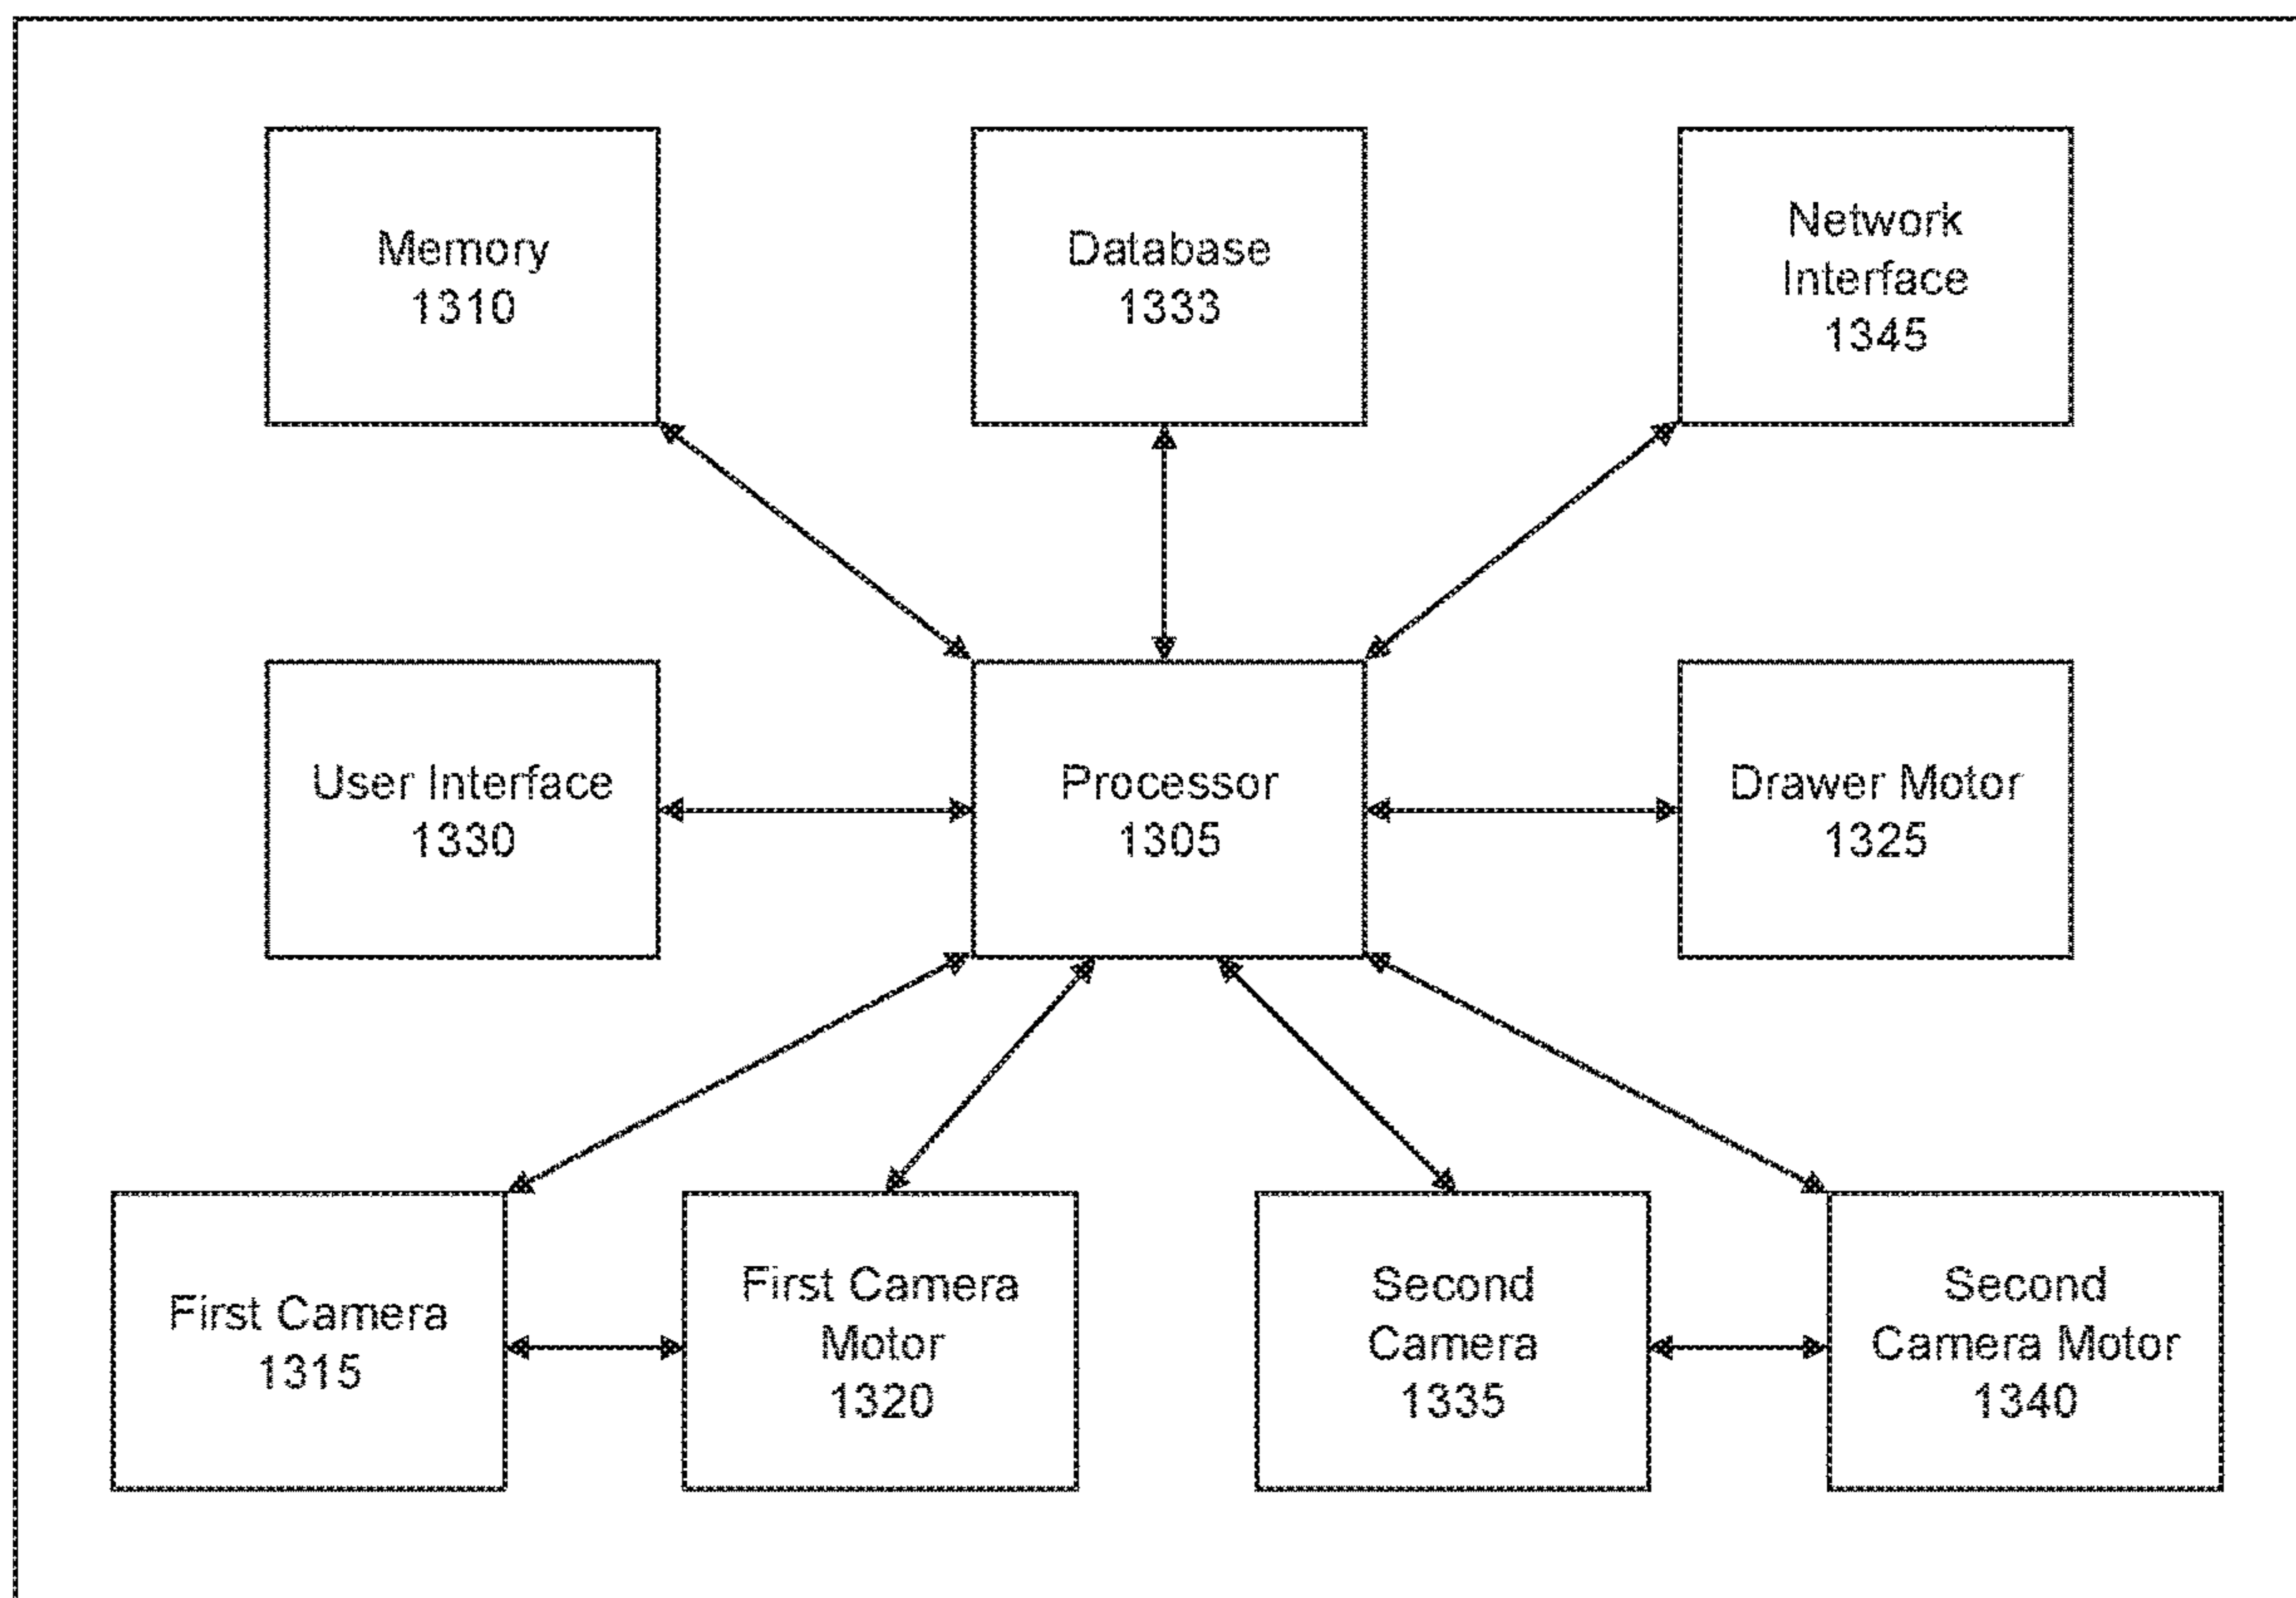 Memory
1310
Database
1333
Network
Interface
1345
User Interface
1330
Processor
1305
Drawer Motor
1325
First Camera
1315
First Camera
Motor
1320
Second
Camera
1335
Second
Camera Motor
1340